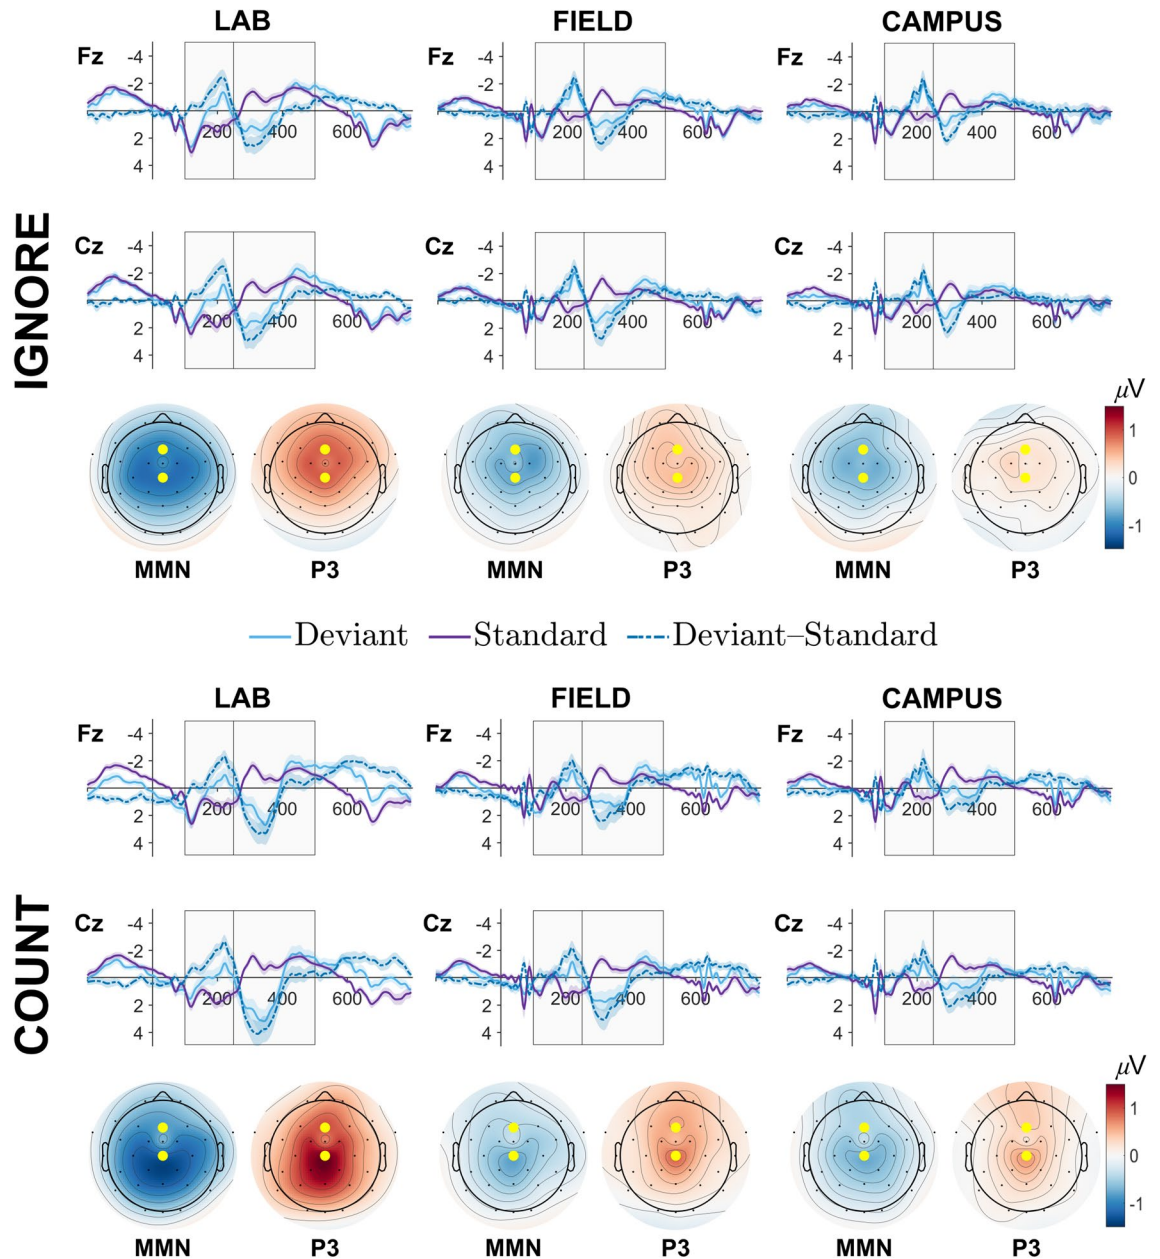 LAB FIELD CAMPUS
Fz -4 Fz -4 Fz -4
-2 -2 -2
200 400 600 200 400 600 200 400 600
2 2 2
4 4 4
IGNORE
Cz -4 Cz -4 Cz -4
-2 -2 -2
200 400 600 200 400 600 200 400 600
2 2 2
4 4 4
μV
1
0
-1
MMN P3 MMN P3 MMN P3
Deviant Standard Deviant–Standard
LAB FIELD CAMPUS
Fz -4 Fz -4 Fz -4
-2 -2 -2
200 400 600 200 400 600 200 400 600
2 2 2
4 4 4
COUNT
Cz -4 Cz -4 Cz -4
-2 -2 -2
200 400 600 200 400 600 200 400 600
2 2 2
4 4 4
μV
1
0
-1
MMN P3 MMN P3 MMN P3